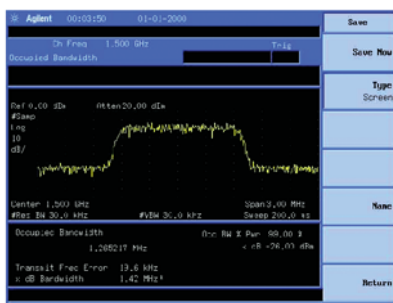 Agilent 00:03:50 01-01-2000
Save
Ch Freq 1.500 GHz Trig
Occupied Bandwidth
Save Now
Type
Screen
Ref 0.00 dBm Atten 20.00 dBm
#Samp
Log
10
dB/
Center 1.500 GHz Span 3.00 MHz
#Res BW 30.0 kHz #VBW 30.0 kHz Sweep 200.0 ms
Name
Occupied Bandwidth Occ BW % Pwr 99.00 %
1.265217 MHz x dB -26.00 dBm
Transmit Freq Error 19.6 kHz
x dB Bandwidth 1.42 MHz*
Return